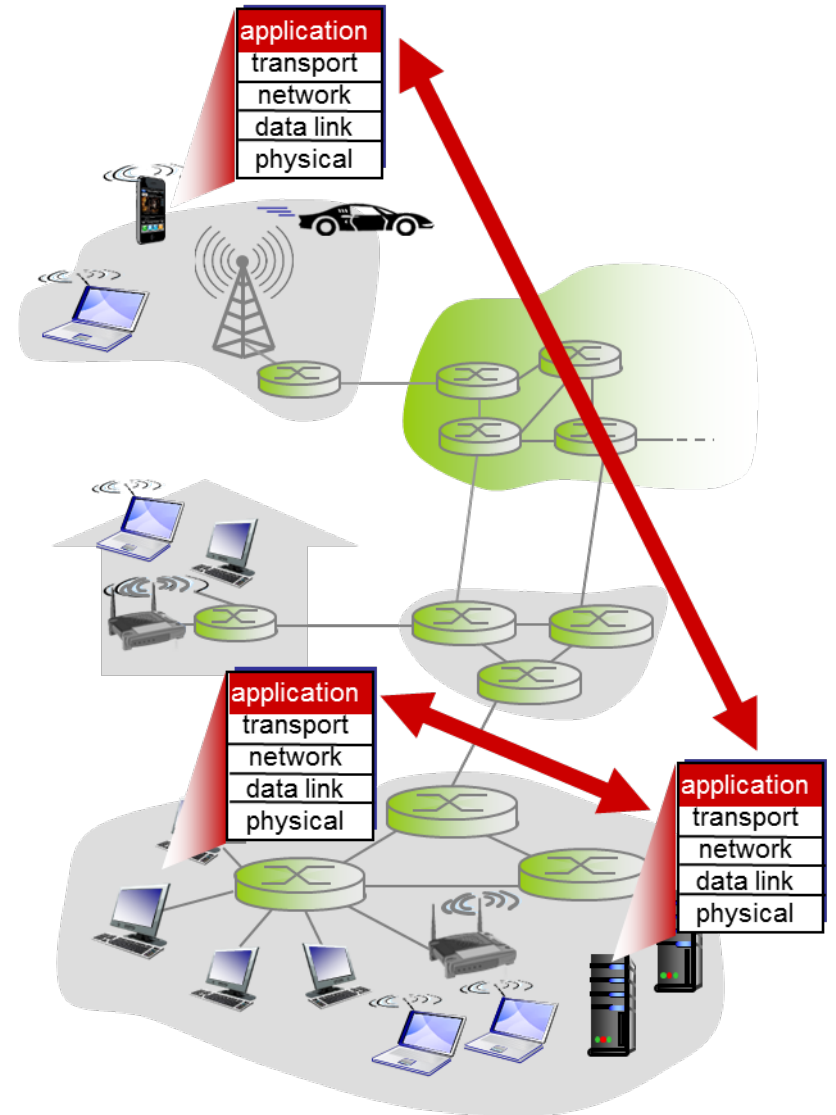 application
transport
network
data link
physical
application
transport
network
data link
physical
application
transport
network
data link
physical